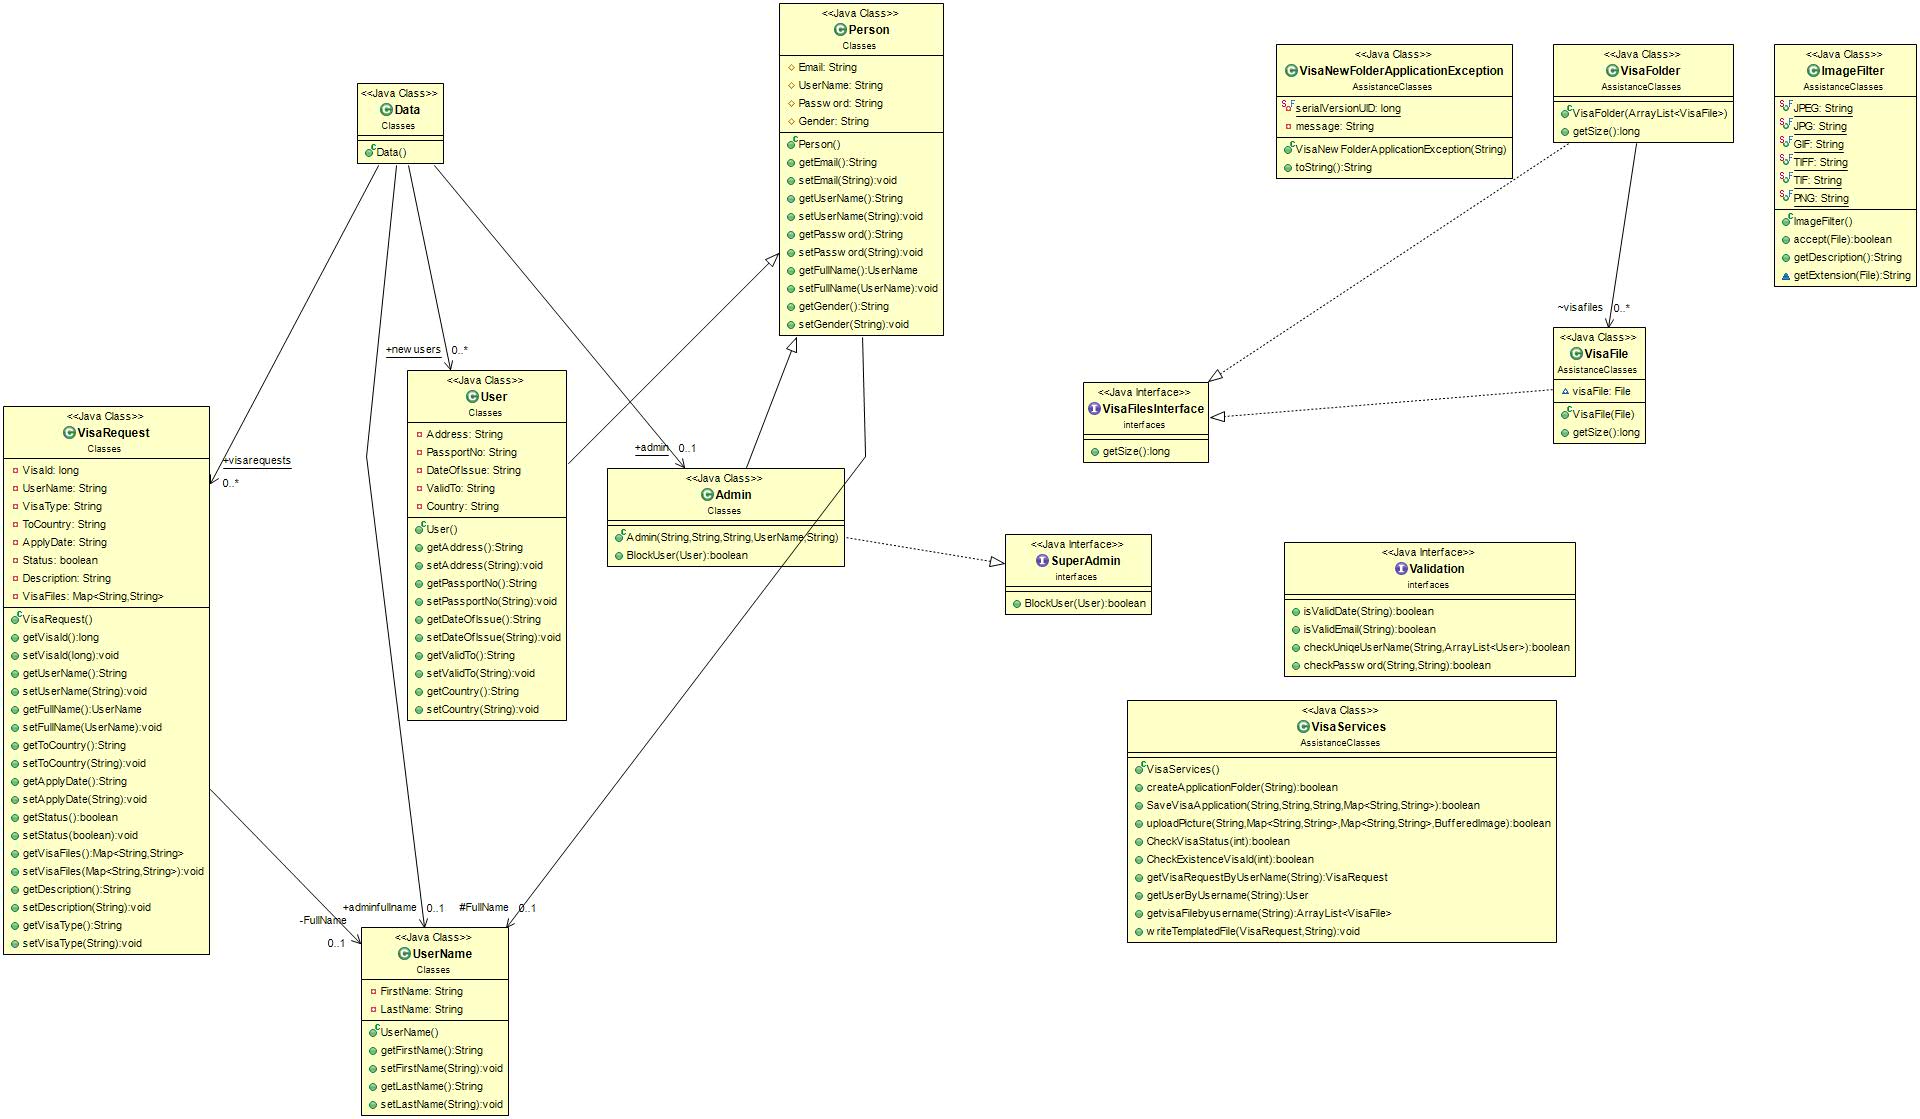 <<Java Class>>
Person
Classes
Email: String
UserName: String
Passw ord: String
Gender: String
Person()
getEmail():String
setEmail(String):void
getUserName():String
setUserName(String):void
getPassw ord():String
setPassw ord(String):void
getFullName():UserName
setFullName(UserName):void
getGender():String
setGender(String):void
<<Java Class>>
Data
Classes
Data()
<<Java Class>>
VisaNewFolderApplicationException
AssistanceClasses
serialVersionUID: long
message: String
VisaNew FolderApplicationException(String)
toString():String
<<Java Class>>
VisaFolder
AssistanceClasses
VisaFolder(ArrayList<VisaFile>)
getSize():long
<<Java Class>>
ImageFilter
AssistanceClasses
JPEG: String
JPG: String
GIF: String
TIFF: String
TIF: String
PNG: String
ImageFilter()
accept(File):boolean
getDescription():String
getExtension(File):String
~visafiles 0..*
<<Java Class>>
VisaFile
AssistanceClasses
visaFile: File
VisaFile(File)
getSize():long
+new users 0..*
<<Java Class>>
User
Classes
Address: String
PassportNo: String
DateOfIssue: String
ValidTo: String
Country: String
User()
getAddress():String
setAddress(String):void
getPassportNo():String
setPassportNo(String):void
getDateOfIssue():String
setDateOfIssue(String):void
getValidTo():String
setValidTo(String):void
getCountry():String
setCountry(String):void
<<Java Interface>>
VisaFilesInterface
interfaces
getSize():long
+visarequests
0..*
<<Java Class>>
VisaRequest
Classes
VisaId: long
UserName: String
VisaType: String
ToCountry: String
ApplyDate: String
Status: boolean
Description: String
VisaFiles: Map<String,String>
VisaRequest()
getVisaId():long
setVisaId(long):void
getUserName():String
setUserName(String):void
getFullName():UserName
setFullName(UserName):void
getToCountry():String
setToCountry(String):void
getApplyDate():String
setApplyDate(String):void
getStatus():boolean
setStatus(boolean):void
getVisaFiles():Map<String,String>
setVisaFiles(Map<String,String>):void
getDescription():String
setDescription(String):void
getVisaType():String
setVisaType(String):void
+admin 0..1
<<Java Class>>
Admin
Classes
Admin(String,String,String,UserName,String)
BlockUser(User):boolean
<<Java Interface>>
SuperAdmin
interfaces
BlockUser(User):boolean
<<Java Interface>>
Validation
interfaces
isValidDate(String):boolean
isValidEmail(String):boolean
checkUniqeUserName(String,ArrayList<User>):boolean
checkPassw ord(String,String):boolean
<<Java Class>>
VisaServices
AssistanceClasses
VisaServices()
createApplicationFolder(String):boolean
SaveVisaApplication(String,String,String,Map<String,String>):boolean
uploadPicture(String,Map<String,String>,Map<String,String>,BufferedImage):boolean
CheckVisaStatus(int):boolean
CheckExistenceVisaId(int):boolean
getVisaRequestByUserName(String):VisaRequest
getUserByUsername(String):User
getvisaFilebyusername(String):ArrayList<VisaFile>
w riteTemplatedFile(VisaRequest,String):void
+adminfullname 0..1 #FullName 0..1
-FullName
0..1
<<Java Class>>
UserName
Classes
FirstName: String
LastName: String
UserName()
getFirstName():String
setFirstName(String):void
getLastName():String
setLastName(String):void